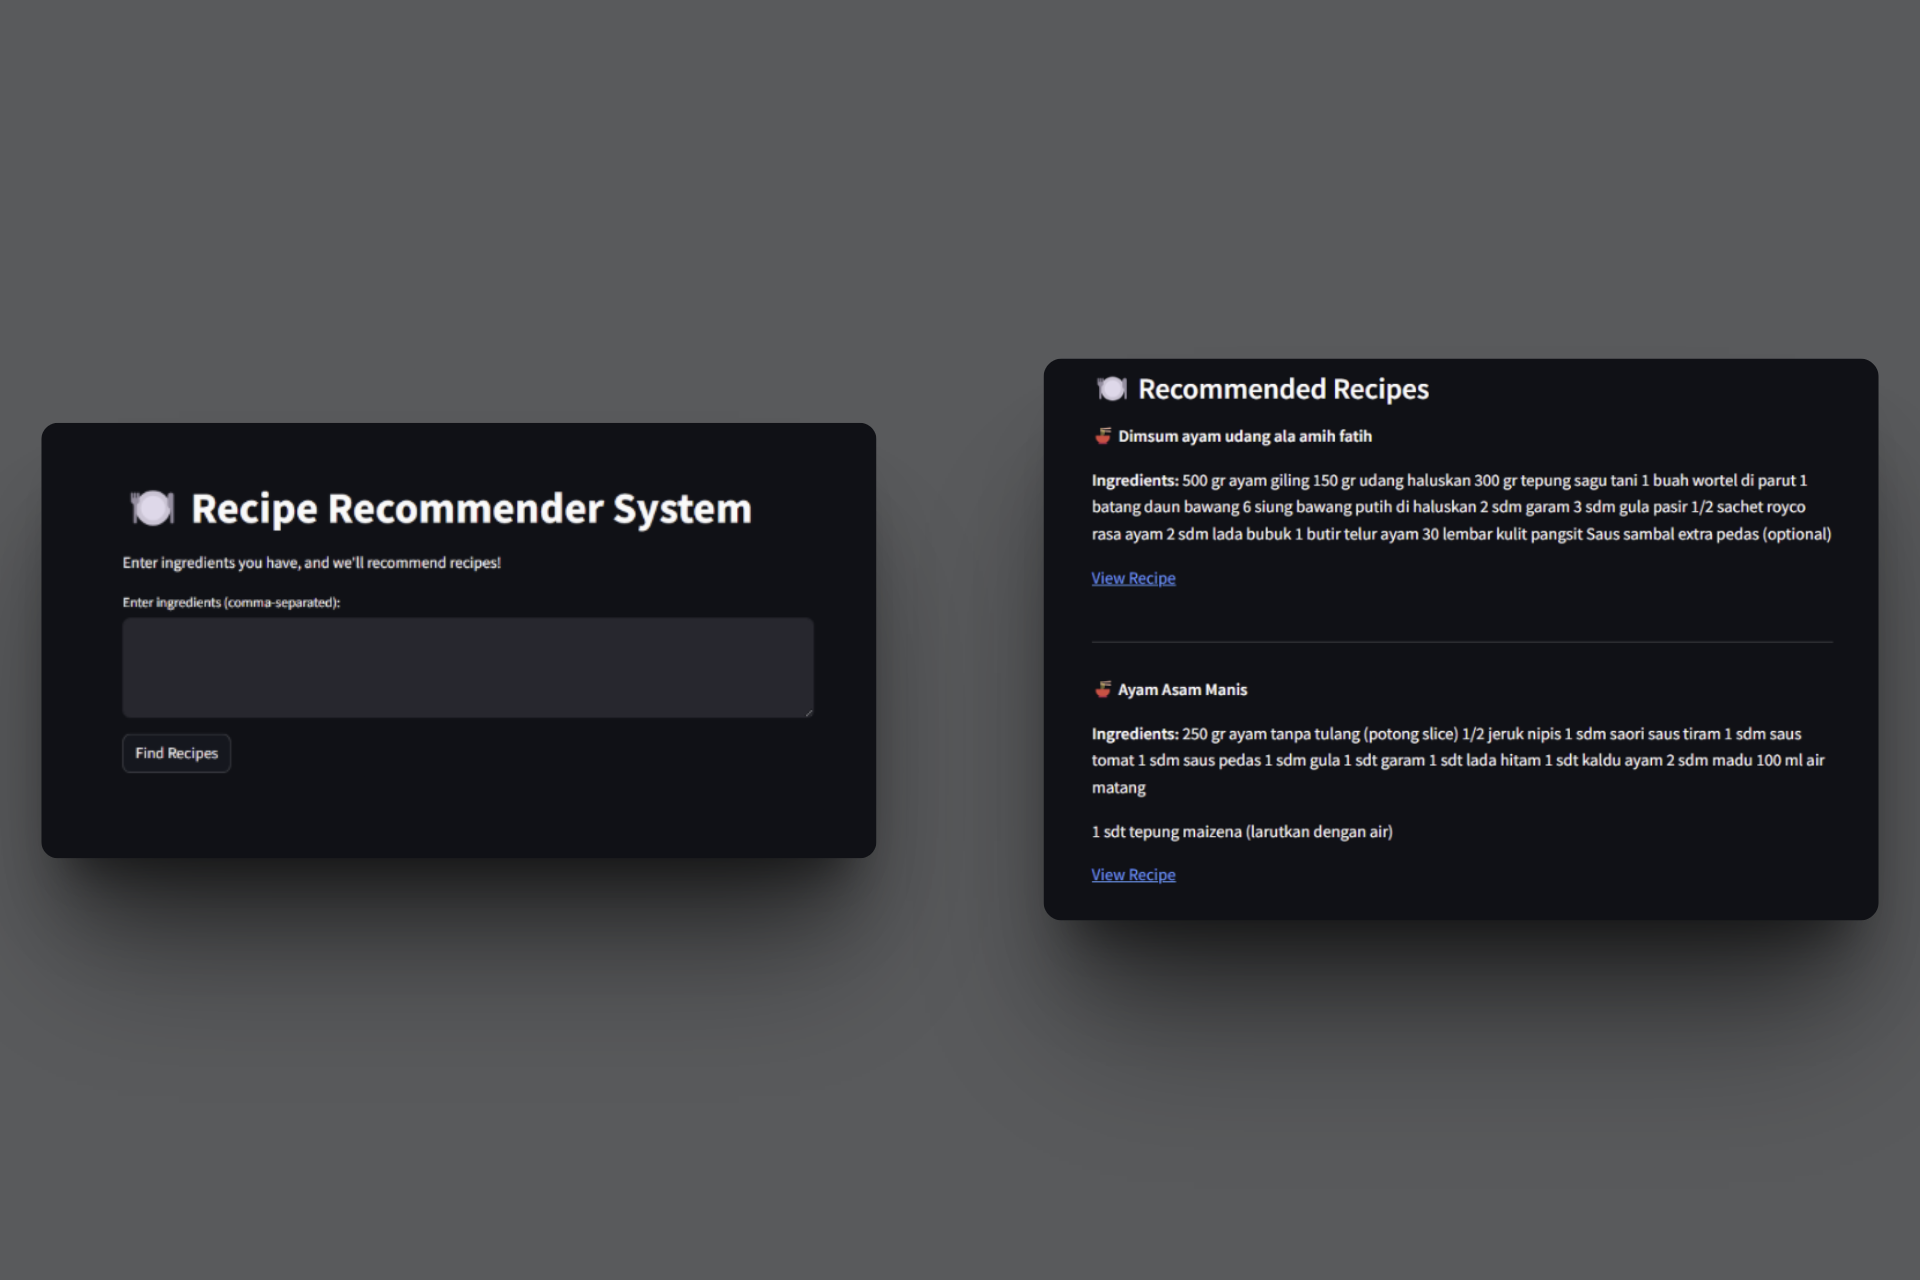 Recipe Recommender System
Enter ingredients you have, and we'll recommend recipes!
Enter ingredients (comma-separated):
Find Recipes
Recommended Recipes
Dimsum ayam udang ala amih fatih
Ingredients: 500 gr ayam giling 150 gr udang haluskan 300 gr tepung sagu tani 1 buah wortel di parut 1
batang daun bawang 6 siung bawang putih di haluskan 2 sdm garam 3 sdm gula pasir 1/2 sachet royco
rasa ayam 2 sdm lada bubuk 1 butir telur ayam 30 lembar kulit pangsit Saus sambal extra pedas (optional)
View Recipe
Ayam Asam Manis
Ingredients: 250 gr ayam tanpa tulang (potong slice) 1/2 jeruk nipis 1 sdm saori saus tiram 1 sdm saus
tomat 1 sdm saus pedas 1 sdm gula 1 sdt garam 1 sdt lada hitam 1 sdt kaldu ayam 2 sdm madu 100 ml air
matang
1 sdt tepung maizena (larutkan dengan air)
View Recipe